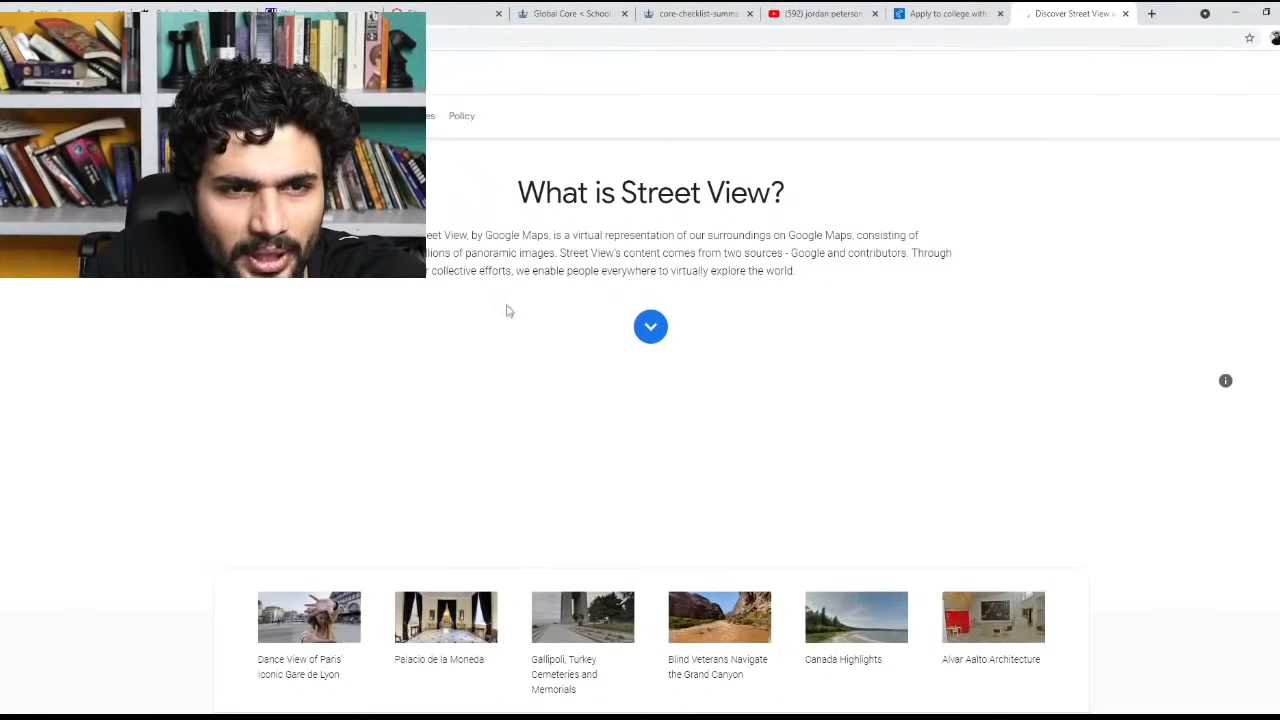 Global Core < School
core-checklist-summa
(592) jordan peterson
Apply to college with
Discover Street View a
es
Policy
What is Street View?
eet View, by Google Maps, is a virtual representation of our surroundings on Google Maps, consisting of
llions of panoramic images. Street View's content comes from two sources - Google and contributors. Through
r collective efforts, we enable people everywhere to virtually explore the world.
Dance View of Paris'
Iconic Gare de Lyon
Palacio de la Moneda
Gallipoli, Turkey
Cemeteries and
Memorials
Blind Veterans Navigate
the Grand Canyon
Canada Highlights
Alvar Aalto Architecture